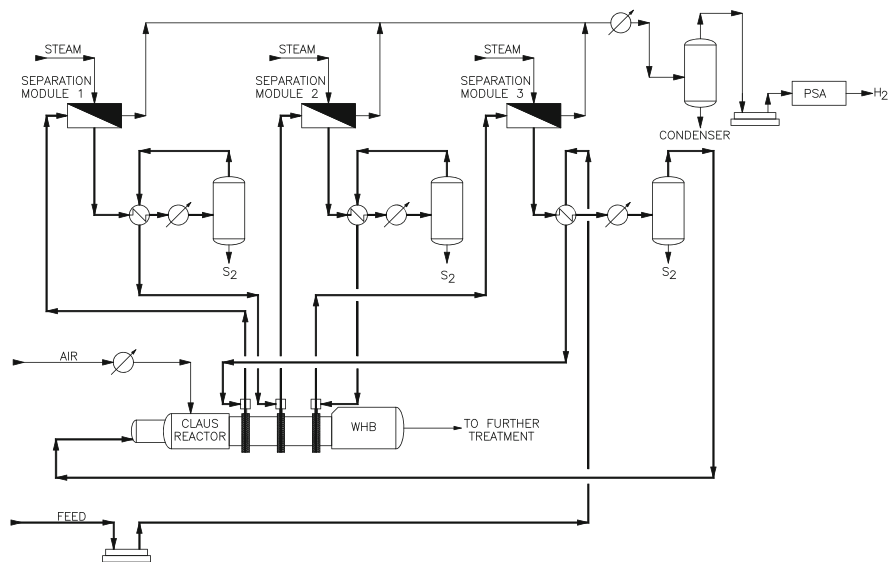 STEAM
SEPARATION
MODULE 1
STEAM
SEPARATION
MODULE 2
STEAM
SEPARATION
MODULE 3
PSA
H2
CONDENSER
S2
S2
S2
AIR
CLAUS
REACTOR
WHB
TO FURTHER
TREATMENT
FEED